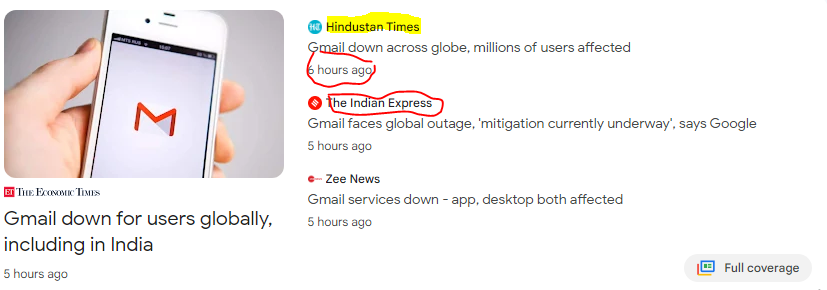 THE ECONOMIC TIMES
Gmail down for users globally,
including in India
5 hours ago
Hindustan Times
Gmail down across globe, millions of users affected
6 hours ago
The Indian Express
Gmail faces global outage, 'mitigation currently underway', says Google
5 hours ago
Zee News
Gmail services down - app, desktop both affected
5 hours ago
Full coverage